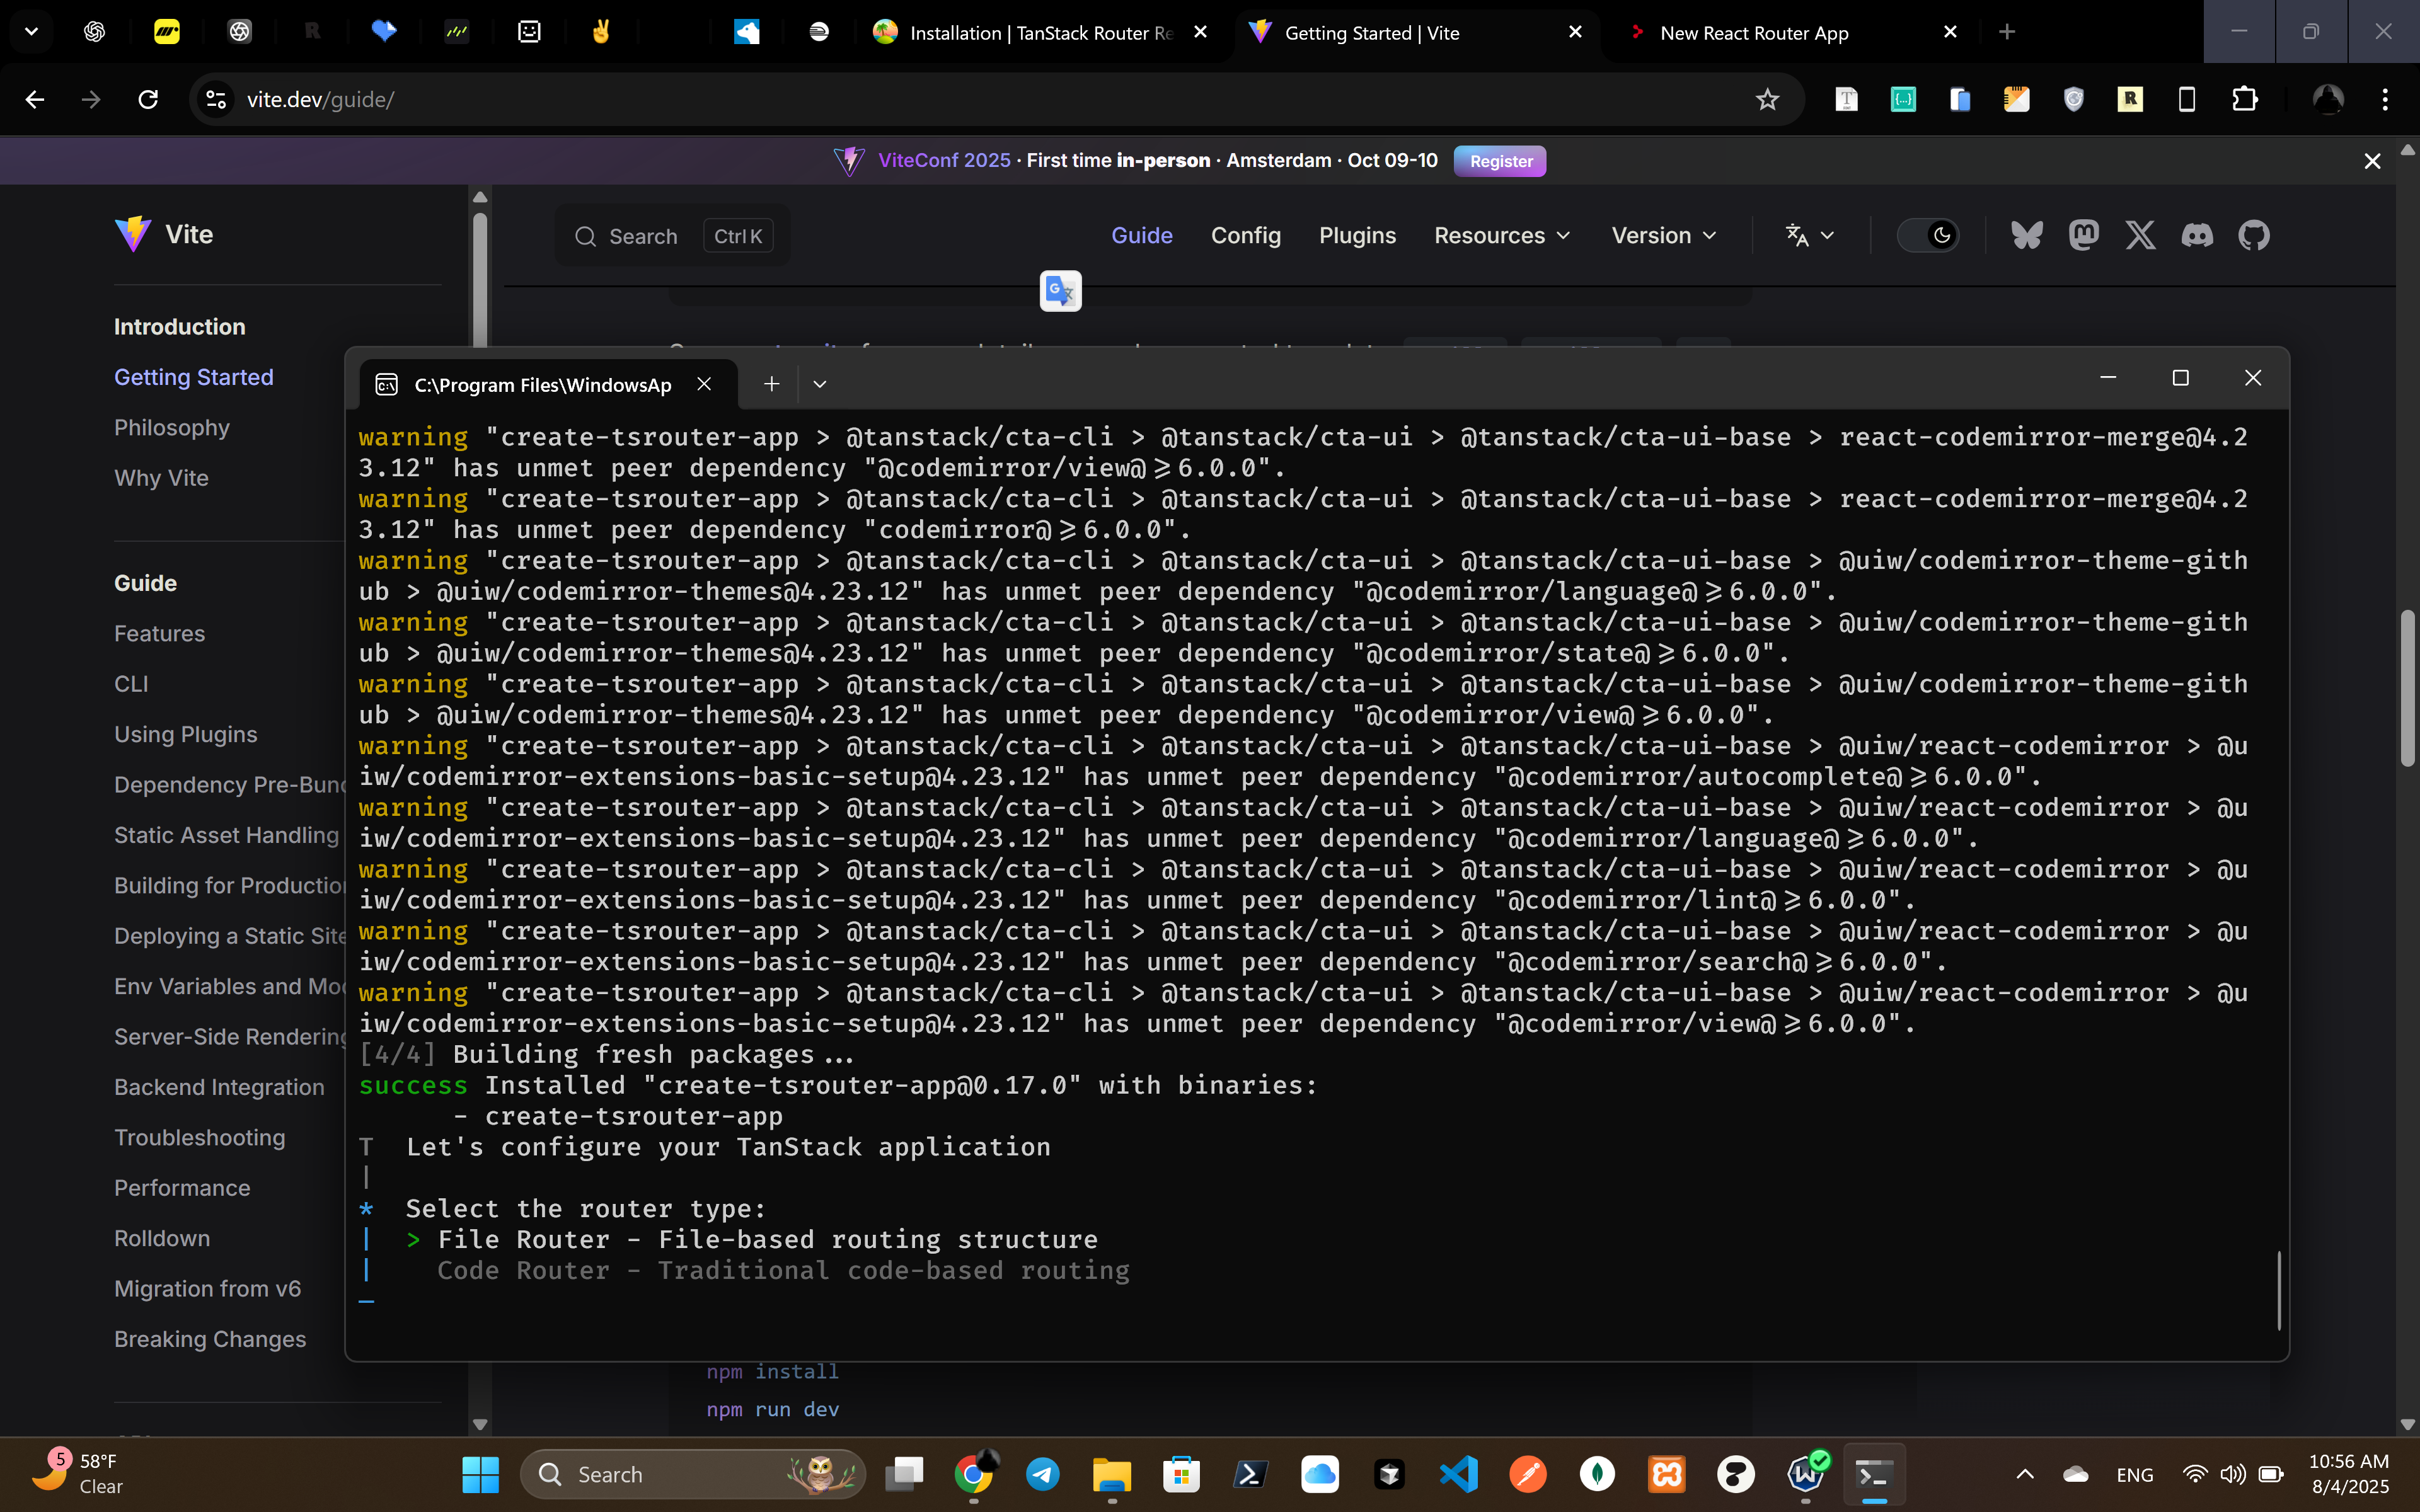 Installation | TanStack Router Re
Getting Started | Vite
New React Router App
vite.dev/guide/
ViteConf 2025 · First time in-person · Amsterdam · Oct 09-10
Register
Vite
Search
Ctrl K
Guide
Config
Plugins
Resources
Version
Introduction
Getting Started
Philosophy
Why Vite
Guide
Features
CLI
Using Plugins
Dependency Pre-Bund
Static Asset Handling
Building for Production
Deploying a Static Site
Env Variables and Mod
Server-Side Rendering
Backend Integration
Troubleshooting
Performance
Rolldown
Migration from v6
Breaking Changes
C:\Program Files\WindowsAp
warning "create-tsrouter-app > @tanstack/cta-cli > @tanstack/cta-ui > @tanstack/cta-ui-base > react-codemirror-merge@4.2
3.12" has unmet peer dependency "@codemirror/view@>=6.0.0".
warning "create-tsrouter-app > @tanstack/cta-cli > @tanstack/cta-ui > @tanstack/cta-ui-base > react-codemirror-merge@4.2
3.12" has unmet peer dependency "codemirror@>=6.0.0".
warning "create-tsrouter-app > @tanstack/cta-cli > @tanstack/cta-ui > @tanstack/cta-ui-base > @uiw/codemirror-theme-gith
ub > @uiw/codemirror-themes@4.23.12" has unmet peer dependency "@codemirror/language@>=6.0.0".
warning "create-tsrouter-app > @tanstack/cta-cli > @tanstack/cta-ui > @tanstack/cta-ui-base > @uiw/codemirror-theme-gith
ub > @uiw/codemirror-themes@4.23.12" has unmet peer dependency "@codemirror/state@>=6.0.0".
warning "create-tsrouter-app > @tanstack/cta-cli > @tanstack/cta-ui > @tanstack/cta-ui-base > @uiw/codemirror-theme-gith
ub > @uiw/codemirror-themes@4.23.12" has unmet peer dependency "@codemirror/view@>=6.0.0".
warning "create-tsrouter-app > @tanstack/cta-cli > @tanstack/cta-ui > @tanstack/cta-ui-base > @uiw/react-codemirror > @u
iw/codemirror-extensions-basic-setup@4.23.12" has unmet peer dependency "@codemirror/autocomplete@>=6.0.0".
warning "create-tsrouter-app > @tanstack/cta-cli > @tanstack/cta-ui > @tanstack/cta-ui-base > @uiw/react-codemirror > @u
iw/codemirror-extensions-basic-setup@4.23.12" has unmet peer dependency "@codemirror/language@>=6.0.0".
warning "create-tsrouter-app > @tanstack/cta-cli > @tanstack/cta-ui > @tanstack/cta-ui-base > @uiw/react-codemirror > @u
iw/codemirror-extensions-basic-setup@4.23.12" has unmet peer dependency "@codemirror/lint@>=6.0.0".
warning "create-tsrouter-app > @tanstack/cta-cli > @tanstack/cta-ui > @tanstack/cta-ui-base > @uiw/react-codemirror > @u
iw/codemirror-extensions-basic-setup@4.23.12" has unmet peer dependency "@codemirror/search@>=6.0.0".
warning "create-tsrouter-app > @tanstack/cta-cli > @tanstack/cta-ui > @tanstack/cta-ui-base > @uiw/react-codemirror > @u
iw/codemirror-extensions-basic-setup@4.23.12" has unmet peer dependency "@codemirror/view@>=6.0.0".
[4/4] Building fresh packages...
success Installed "create-tsrouter-app@0.17.0" with binaries:
- create-tsrouter-app
T Let's configure your TanStack application
|
* Select the router type:
| > File Router - File-based routing structure
| Code Router - Traditional code-based routing
—
npm install
npm run dev
5
58°F
Clear
Search
ENG
10:56 AM
8/4/2025